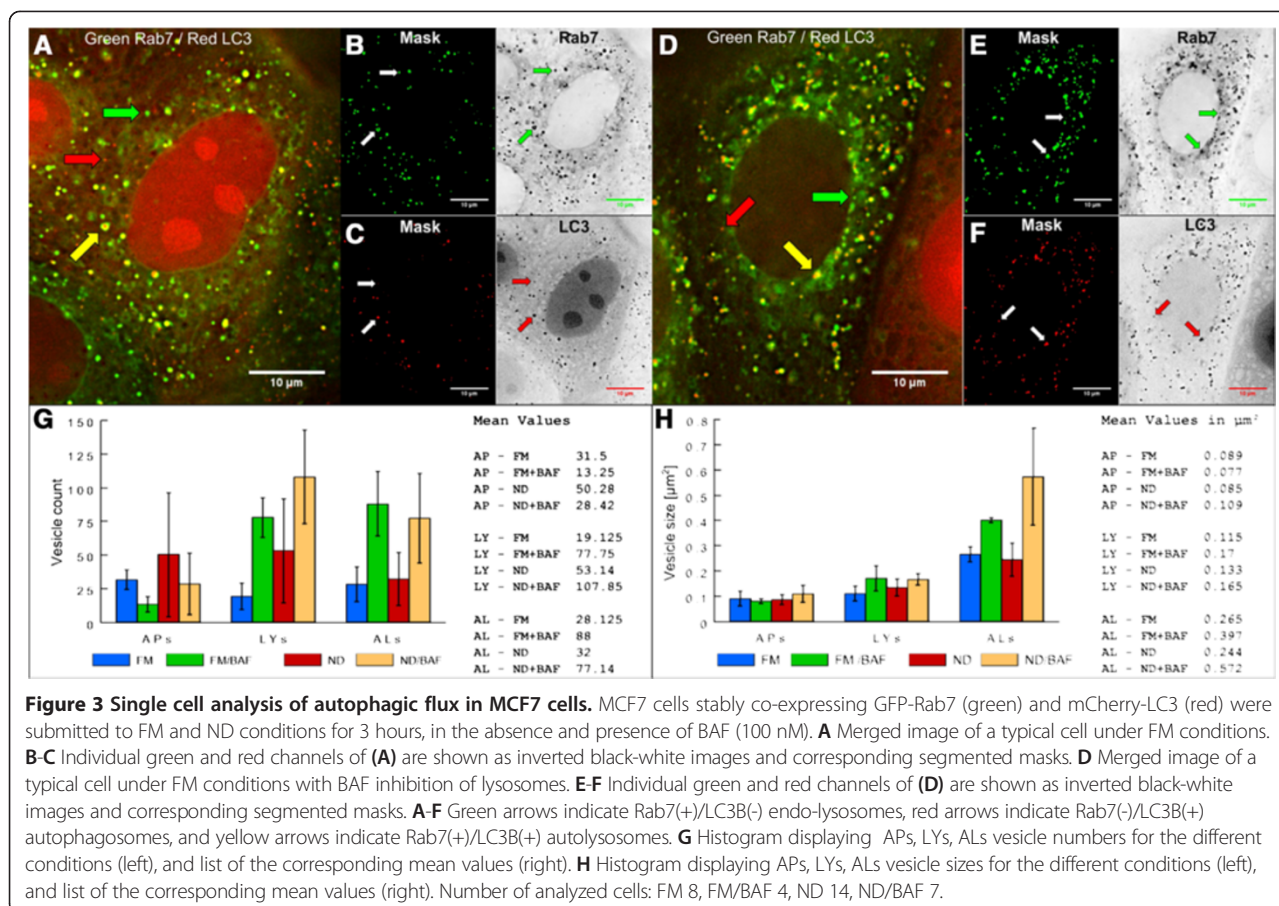 A
Green Rab7 / Red LC3
10 µm
B
Mask
Rab7
10 µm
10 µm
C
Mask
LC3
10 µm
10 µm
D
Green Rab7 / Red LC3
10 µm
E
Mask
Rab7
10 µm
10 µm
F
Mask
LC3
10 µm
10 µm
G
Vesicle count
150
125
100
75
50
25
0
APs
LYs
ALs
FM
FM/BAF
ND
ND/BAF
Mean Values
AP - FM 31.5
AP - FM+BAF 13.25
AP - ND 50.28
AP - ND+BAF 28.42
LY - FM 19.125
LY - FM+BAF 77.75
LY - ND 53.14
LY - ND+BAF 107.85
AL - FM 28.125
AL - FM+BAF 88
AL - ND 32
AL - ND+BAF 77.14
H
Vesicle size [µm²]
0.8
0.7
0.6
0.5
0.4
0.3
0.2
0.1
0
APs
LYs
ALs
FM
FM/BAF
ND
ND/BAF
Mean Values in µm²
AP - FM 0.089
AP - FM+BAF 0.077
AP - ND 0.085
AP - ND+BAF 0.109
LY - FM 0.115
LY - FM+BAF 0.17
LY - ND 0.133
LY - ND+BAF 0.165
AL - FM 0.265
AL - FM+BAF 0.397
AL - ND 0.244
AL - ND+BAF 0.572
Figure 3 Single cell analysis of autophagic flux in MCF7 cells. MCF7 cells stably co-expressing GFP-Rab7 (green) and mCherry-LC3 (red) were
submitted to FM and ND conditions for 3 hours, in the absence and presence of BAF (100 nM). A Merged image of a typical cell under FM conditions.
B-C Individual green and red channels of (A) are shown as inverted black-white images and corresponding segmented masks. D Merged image of a
typical cell under FM conditions with BAF inhibition of lysosomes. E-F Individual green and red channels of (D) are shown as inverted black-white
images and corresponding segmented masks. A-F Green arrows indicate Rab7(+)/LC3B(-) endo-lysosomes, red arrows indicate Rab7(-)/LC3B(+)
autophagosomes, and yellow arrows indicate Rab7(+)/LC3B(+) autolysosomes. G Histogram displaying APs, LYs, ALs vesicle numbers for the different
conditions (left), and list of the corresponding mean values (right). H Histogram displaying APs, LYs, ALs vesicle sizes for the different conditions (left),
and list of the corresponding mean values (right). Number of analyzed cells: FM 8, FM/BAF 4, ND 14, ND/BAF 7.